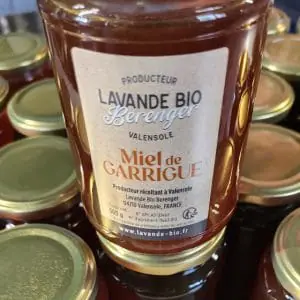 PRODUCTEUR
LAVANDE BIO
Berenger
VALENSOLE
Miel de
GARRIGUE
Producteur récoltant à Valensole
Lavande Bio Berenger
04210 Valensole, FRANCE
500 g
www.lavande-bio.fr